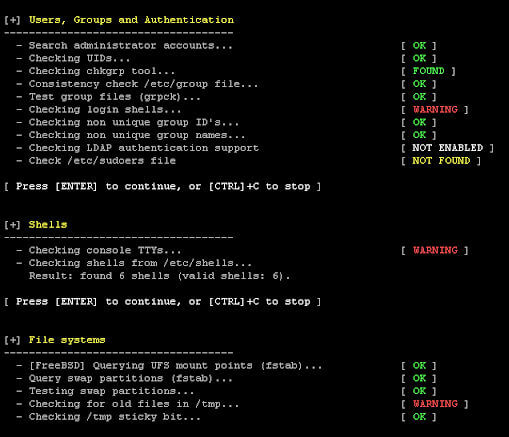 [+] Users, Groups and Authentication
------------------------------------
- Search administrator accounts... [ OK ]
- Checking UIDs... [ OK ]
- Checking chkgrp tool... [ FOUND ]
- Consistency check /etc/group file... [ OK ]
- Test group files (grpck)... [ OK ]
- Checking login shells... [ WARNING ]
- Checking non unique group ID's... [ OK ]
- Checking non unique group names... [ OK ]
- Checking LDAP authentication support [ NOT ENABLED ]
- Check /etc/sudoers file [ NOT FOUND ]
[ Press [ENTER] to continue, or [CTRL]+C to stop ]
[+] Shells
------------------------------------
- Checking console TTYs... [ WARNING ]
- Checking shells from /etc/shells...
Result: found 6 shells (valid shells: 6).
[ Press [ENTER] to continue, or [CTRL]+C to stop ]
[+] File systems
------------------------------------
- [FreeBSD] Querying UFS mount points (fstab)... [ OK ]
- Query swap partitions (fstab)... [ OK ]
- Testing swap partitions... [ OK ]
- Checking for old files in /tmp... [ WARNING ]
- Checking /tmp sticky bit... [ OK ]